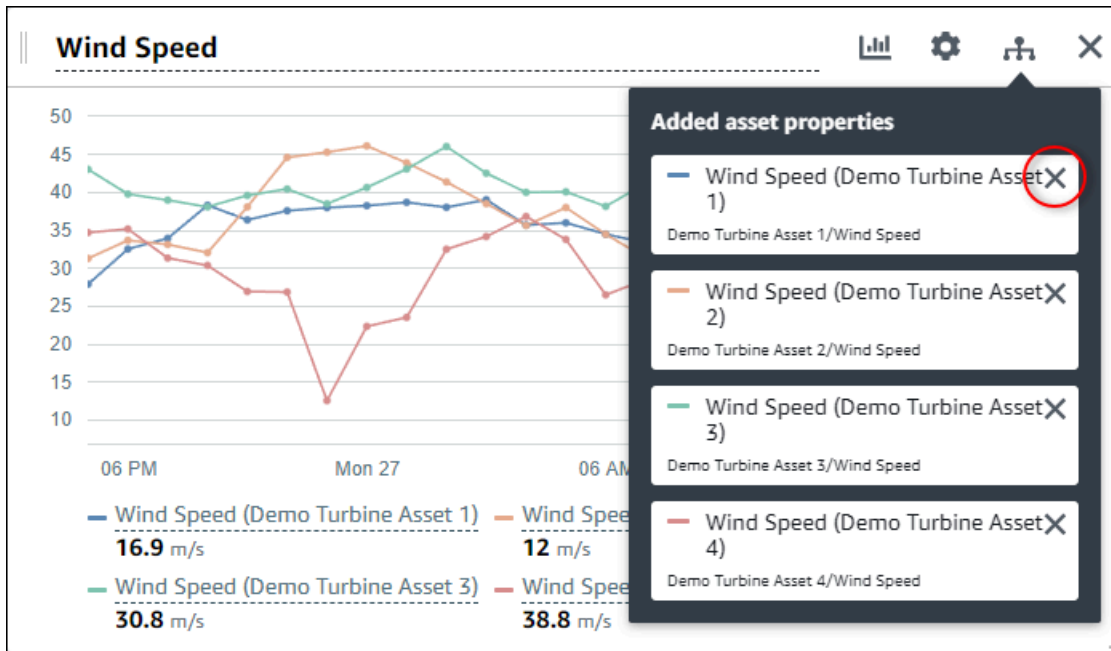 Wind Speed
Added asset properties
Wind Speed (Demo Turbine Asset
1)
Demo Turbine Asset 1/Wind Speed
Wind Speed (Demo Turbine Asset
2)
Demo Turbine Asset 2/Wind Speed
Wind Speed (Demo Turbine Asset
3)
Demo Turbine Asset 3/Wind Speed
Wind Speed (Demo Turbine Asset
4)
Demo Turbine Asset 4/Wind Speed
50
45
40
35
30
25
20
15
10
06 PM Mon 27 06 AM
Wind Speed (Demo Turbine Asset 1) Wind Spee
16.9 m/s 12 m/s
Wind Speed (Demo Turbine Asset 3) Wind Spee
30.8 m/s 38.8 m/s